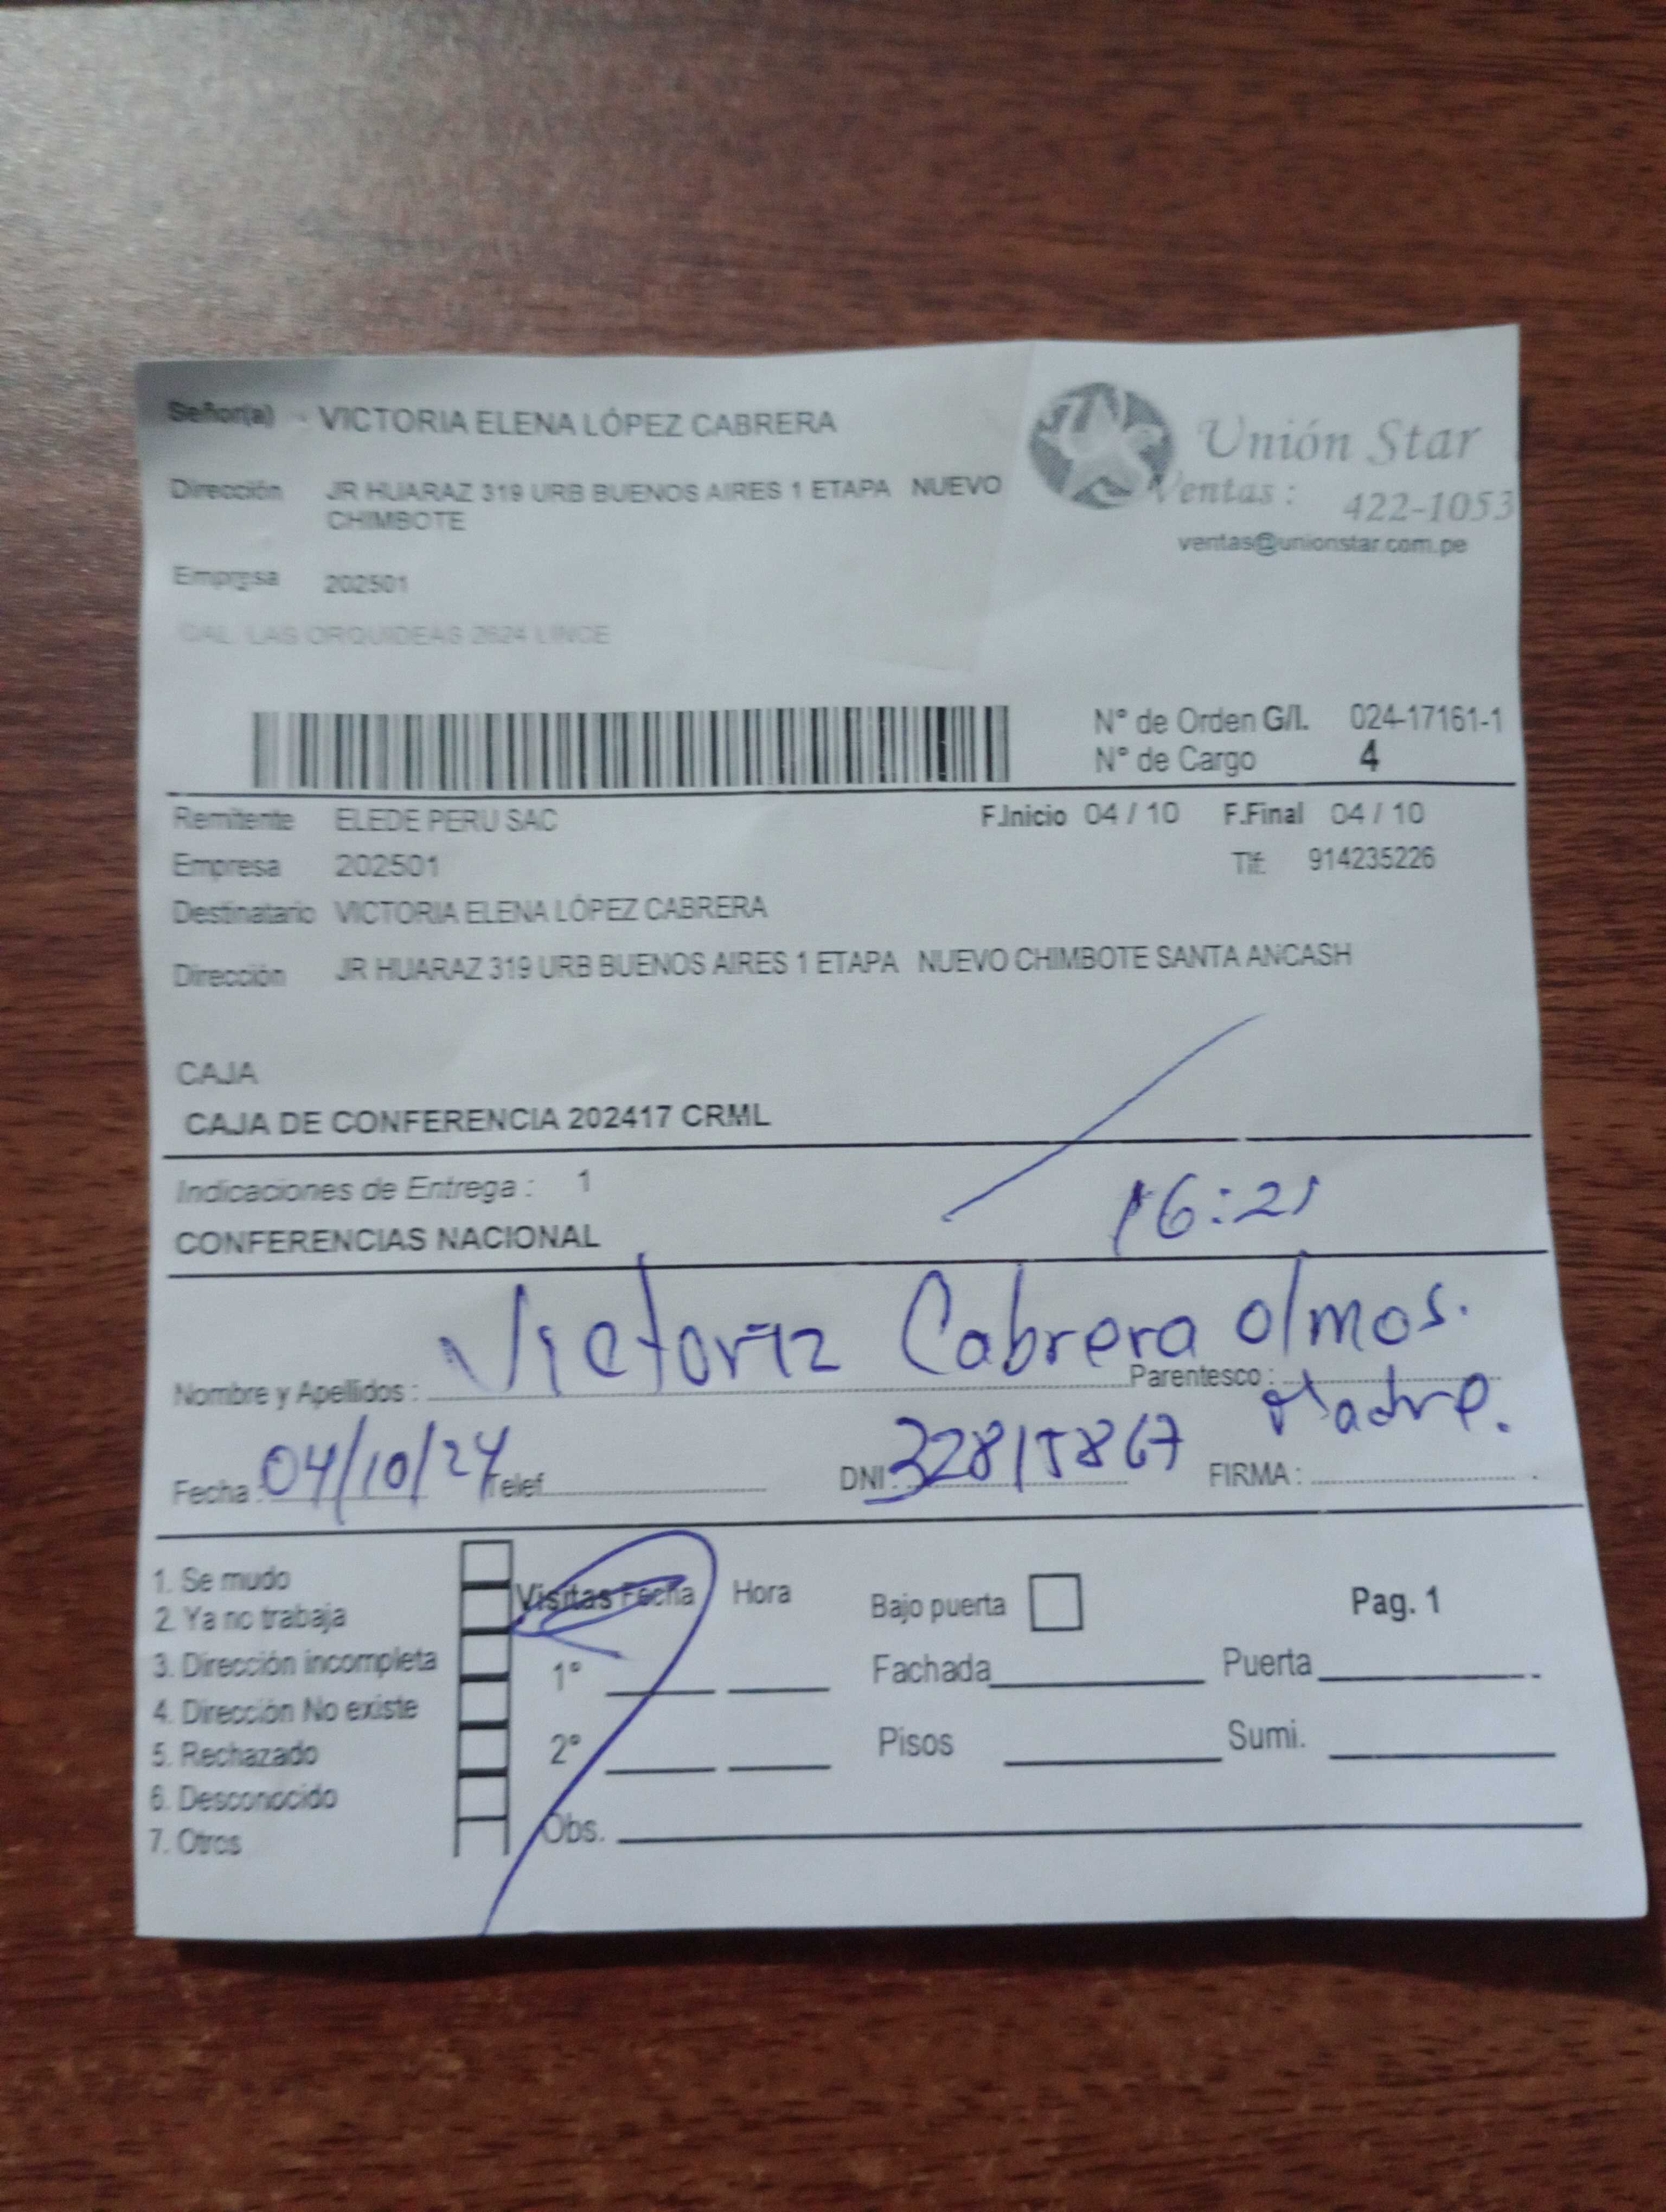 Señor(a) - VICTORIA ELENA LÓPEZ CABRERA
Unión Star
Ventas : 422-1053
ventas@unionstar.com.pe
Dirección JR HUARAZ 319 URB BUENOS AIRES 1 ETAPA NUEVO
CHIMBOTE
Empresa 202501
CAL. LAS ORQUIDEAS 2624 LINCE
N° de Orden G/I. 024-17161-1
N° de Cargo 4
Remitente ELEDE PERU SAC F.Inicio 04 / 10 F.Final 04 / 10
Empresa 202501 Tlf: 914235226
Destinatario VICTORIA ELENA LÓPEZ CABRERA
Dirección JR HUARAZ 319 URB BUENOS AIRES 1 ETAPA NUEVO CHIMBOTE SANTA ANCASH
CAJA
CAJA DE CONFERENCIA 202417 CRML
Indicaciones de Entrega : 1
16:21
CONFERENCIAS NACIONAL
Victoria Cabrera Olmos.
Nombre y Apellidos : Parentesco :
Madre.
Fecha : 04/10/24 Telef. DNI : 32815867 FIRMA :
1. Se mudo
2. Ya no trabaja
3. Dirección incompleta
4. Dirección No existe
5. Rechazado
6. Desconocido
7. Otros
Visitas Fecha Hora
1°
2°
Obs.
Bajo puerta Pag. 1
Fachada Puerta
Pisos Sumi.